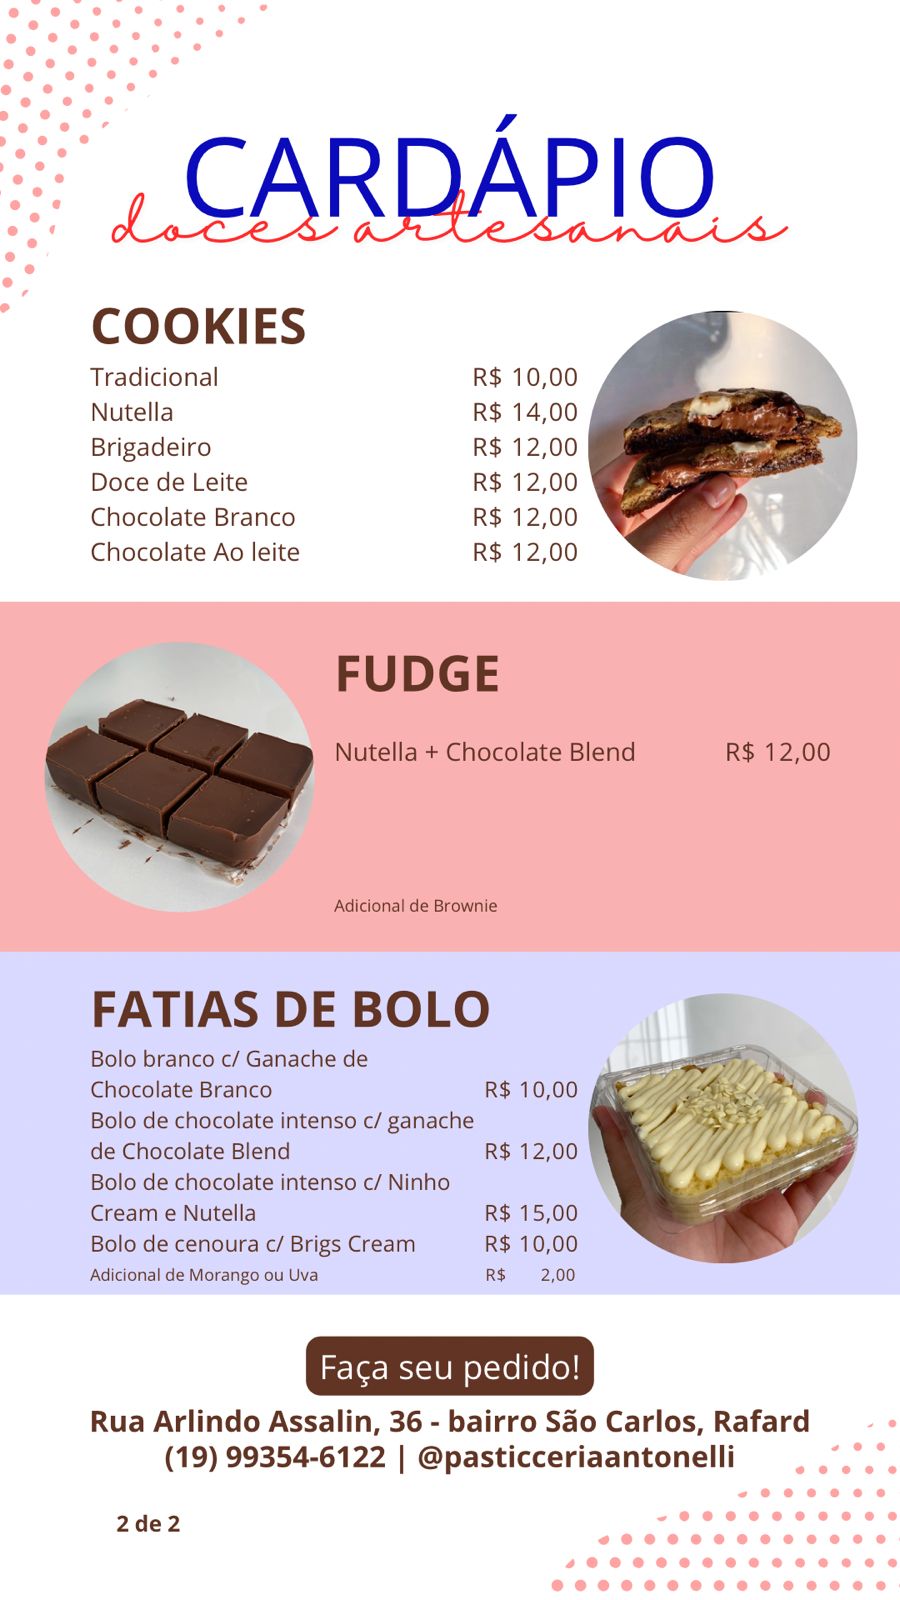 CARDÁPIO
doces artesanais
COOKIES
Tradicional R$ 10,00
Nutella R$ 14,00
Brigadeiro R$ 12,00
Doce de Leite R$ 12,00
Chocolate Branco R$ 12,00
Chocolate Ao leite R$ 12,00
FUDGE
Nutella + Chocolate Blend R$ 12,00
Adicional de Brownie
FATIAS DE BOLO
Bolo branco c/ Ganache de
Chocolate Branco R$ 10,00
Bolo de chocolate intenso c/ ganache
de Chocolate Blend R$ 12,00
Bolo de chocolate intenso c/ Ninho
Cream e Nutella R$ 15,00
Bolo de cenoura c/ Brigs Cream R$ 10,00
Adicional de Morango ou Uva R$ 2,00
Faça seu pedido!
Rua Arlindo Assalin, 36 - bairro São Carlos, Rafard
(19) 99354-6122 | @pasticceriaantonelli
2 de 2